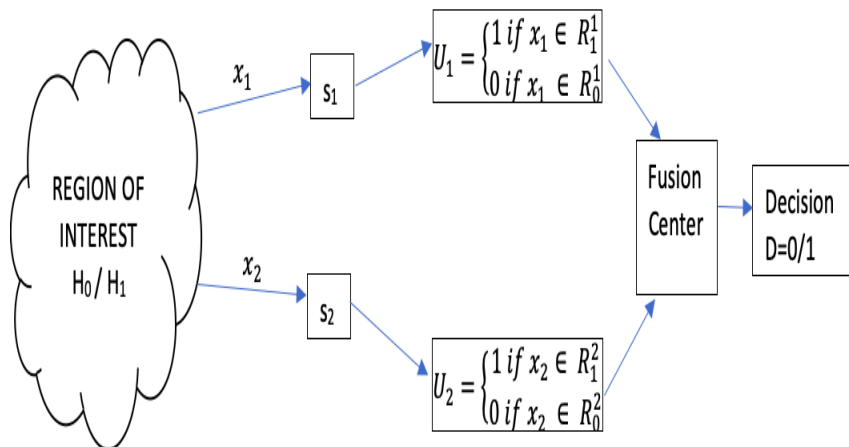 REGION OF
INTEREST
H₀ / H₁
x₁
s₁
U₁ = {1 if x₁ ∈ R₁¹
0 if x₁ ∈ R₀¹
x₂
s₂
U₂ = {1 if x₂ ∈ R₁²
0 if x₂ ∈ R₀²
Fusion
Center
Decision
D=0/1